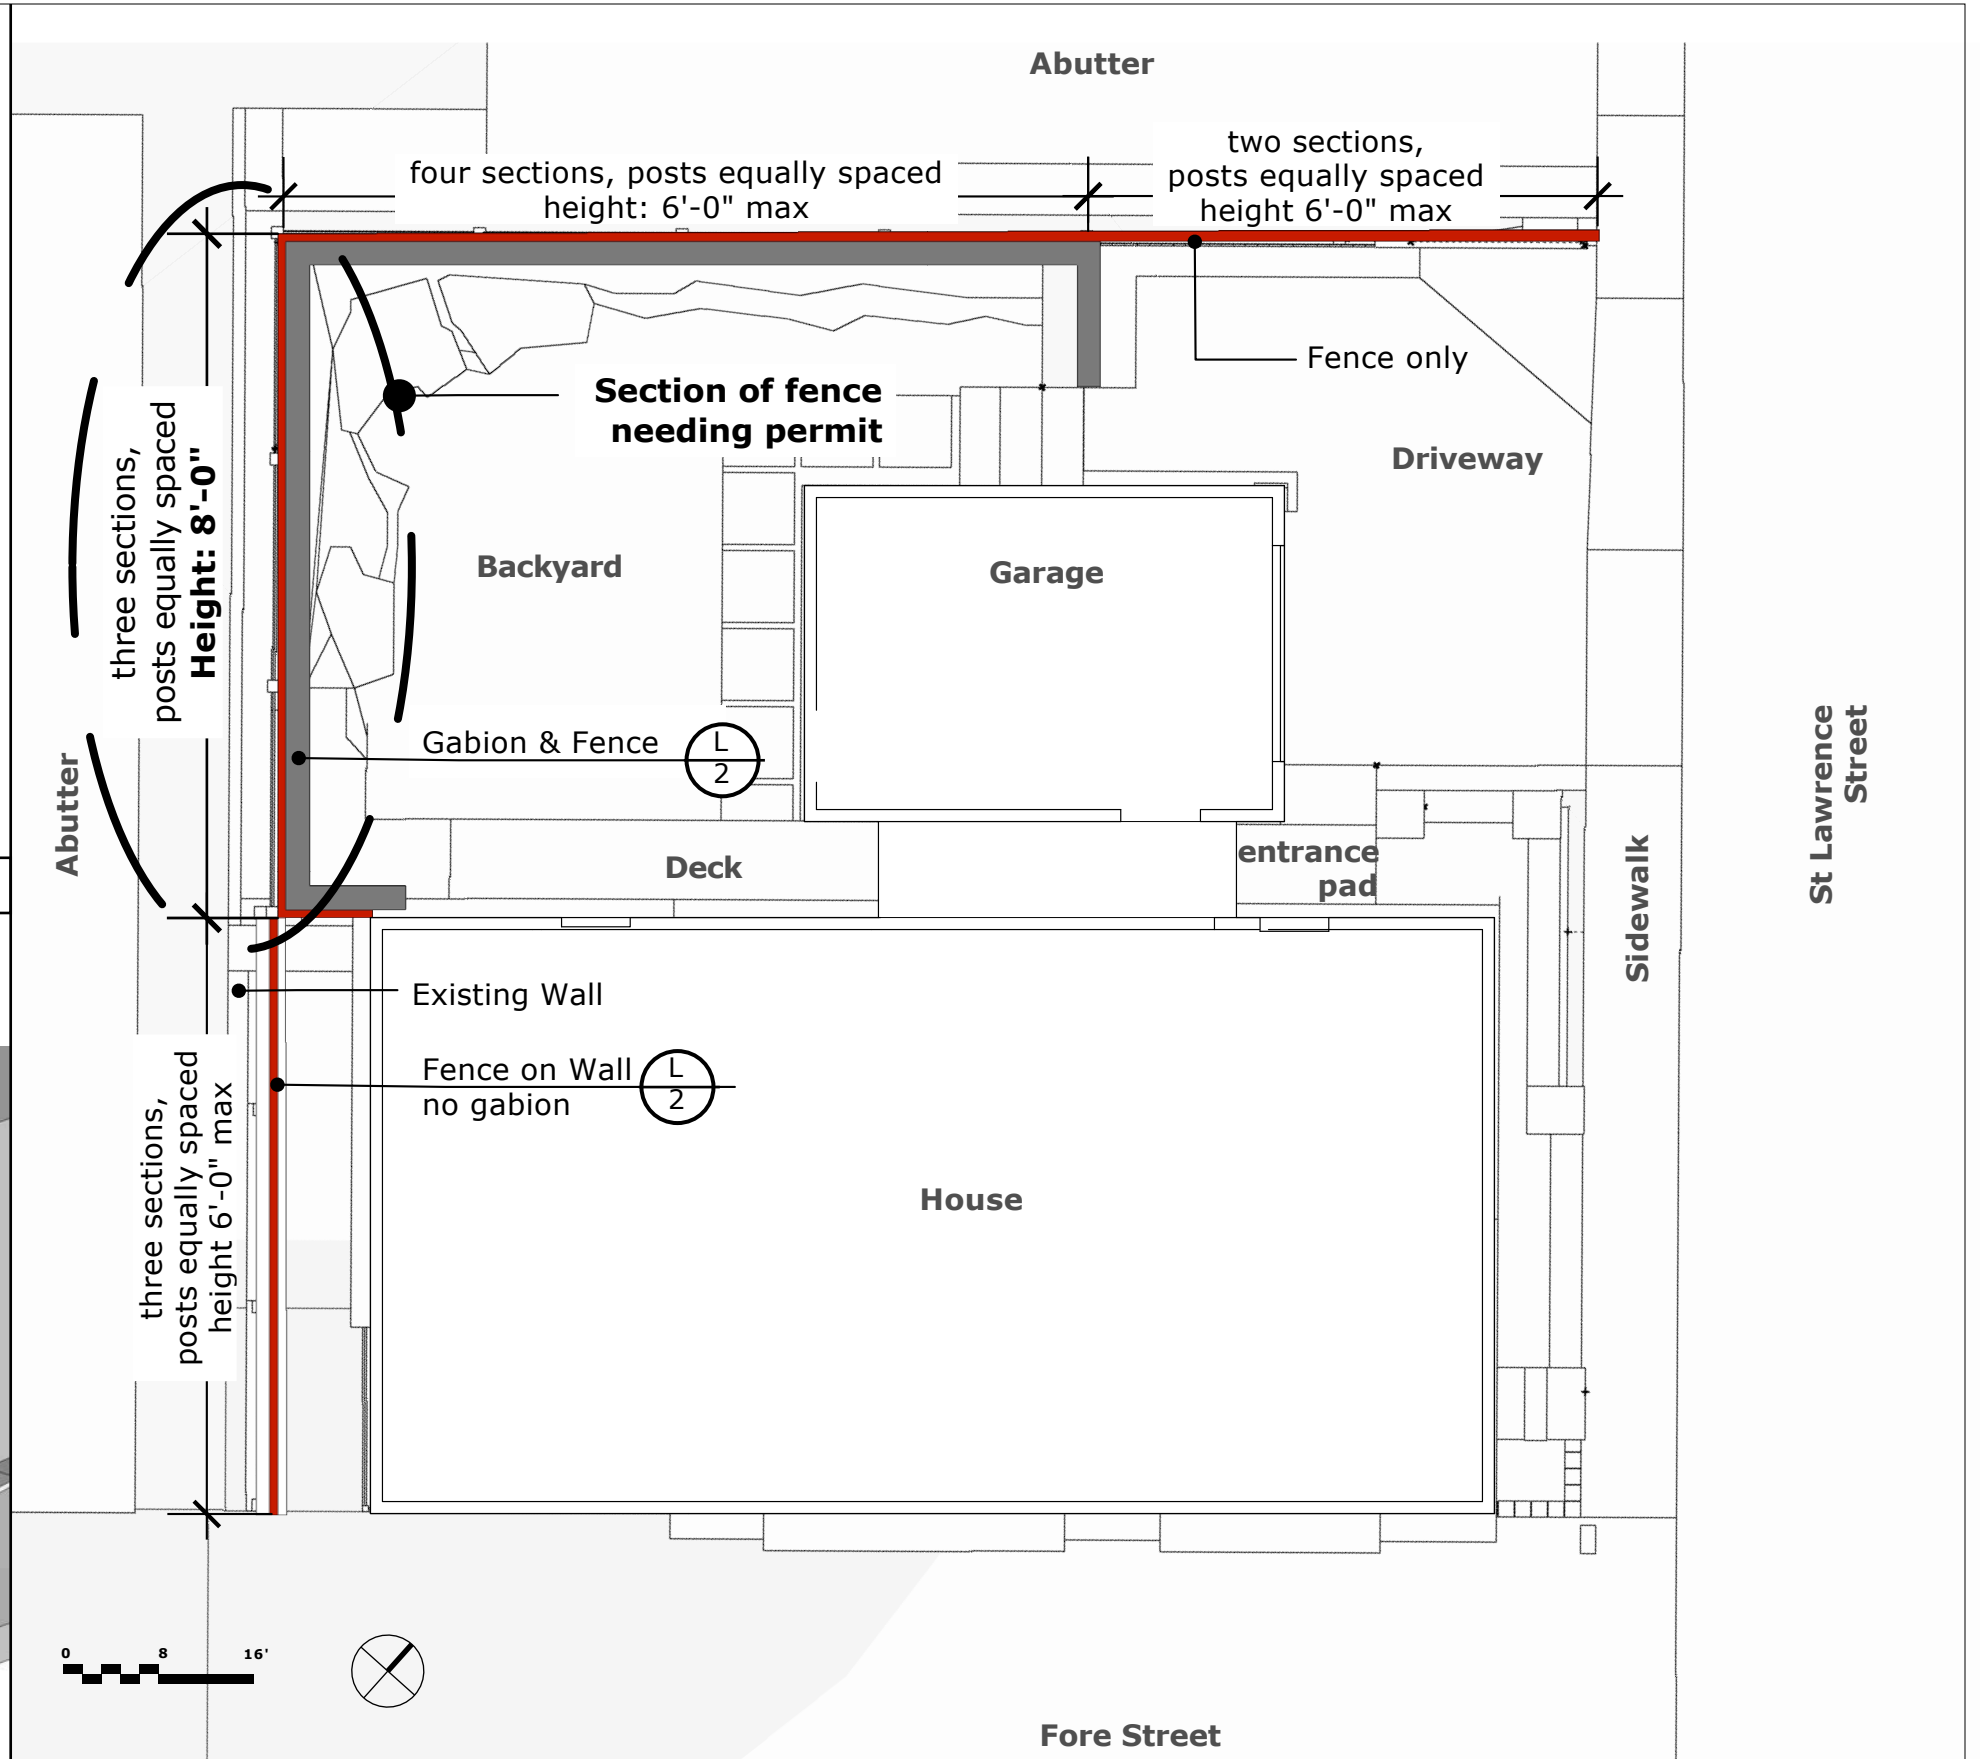 Abutter
four sections, posts equally spaced
height: 6'-0" max
two sections,
posts equally spaced
height 6'-0" max
Fence only
Section of fence
needing permit
Driveway
three sections,
posts equally spaced
Height: 8'-0"
Backyard
Garage
Gabion & Fence
L
2
Abutter
Deck
entrance
pad
Sidewalk
St Lawrence
Street
Existing Wall
Fence on Wall
no gabion
L
2
three sections,
posts equally spaced
height 6'-0" max
House
0 8 16'
Fore Street